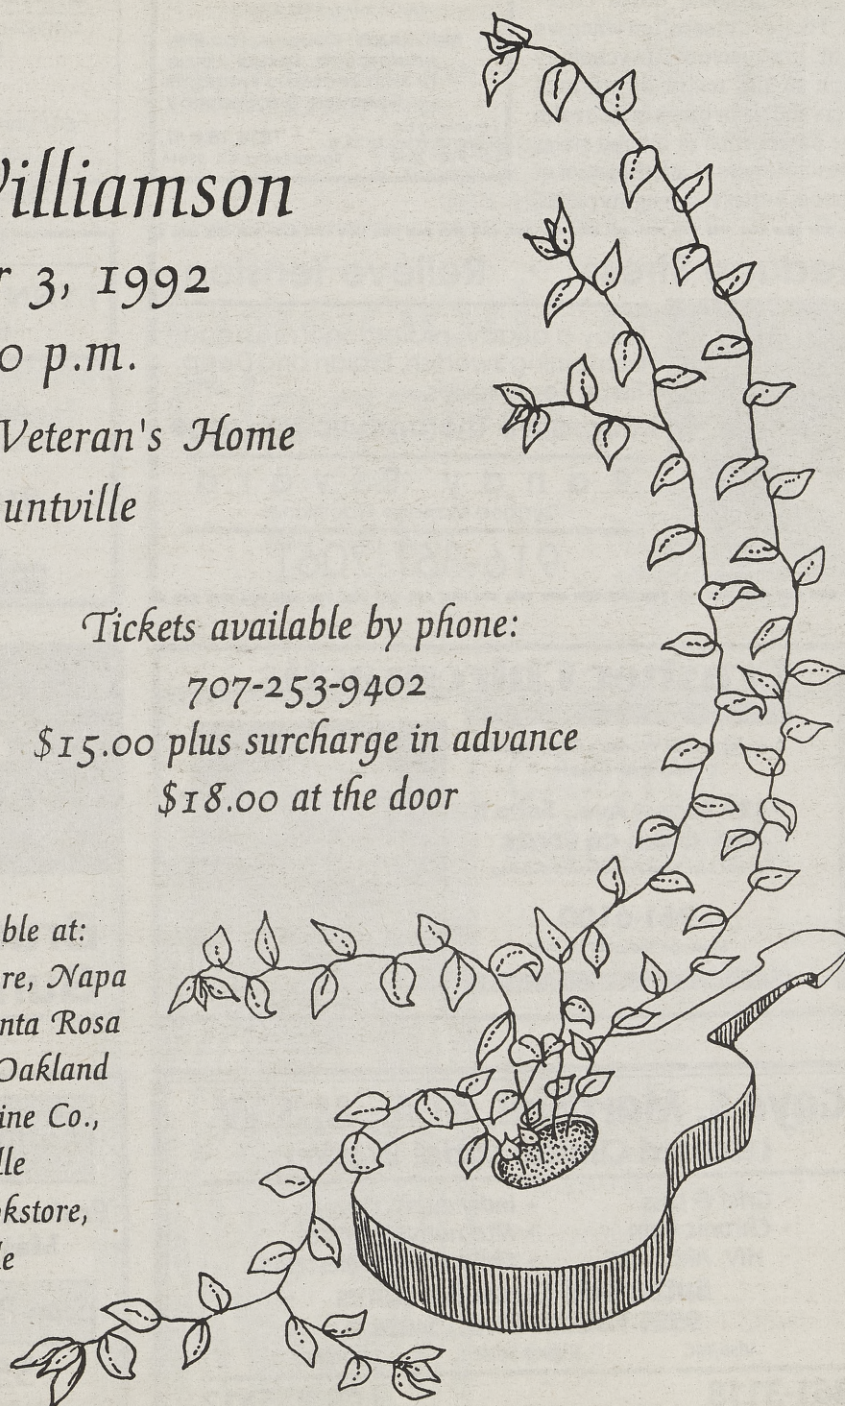 Williamson
r 3, 1992
0 p.m.
Veteran's Home
untville
Tickets available by phone:
707-253-9402
$15.00 plus surcharge in advance
$18.00 at the door
ble at:
re, Napa
nta Rosa
Oakland
ine Co.,
lle
kstore,
le